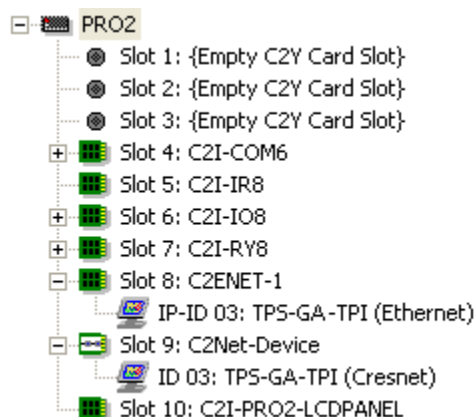 PRO2
Slot 1: {Empty C2Y Card Slot}
Slot 2: {Empty C2Y Card Slot}
Slot 3: {Empty C2Y Card Slot}
Slot 4: C2I-COM6
Slot 5: C2I-IR8
Slot 6: C2I-IO8
Slot 7: C2I-RY8
Slot 8: C2ENET-1
IP-ID 03: TPS-GA-TPI (Ethernet)
Slot 9: C2Net-Device
ID 03: TPS-GA-TPI (Cresnet)
Slot 10: C2I-PRO2-LCDPANEL